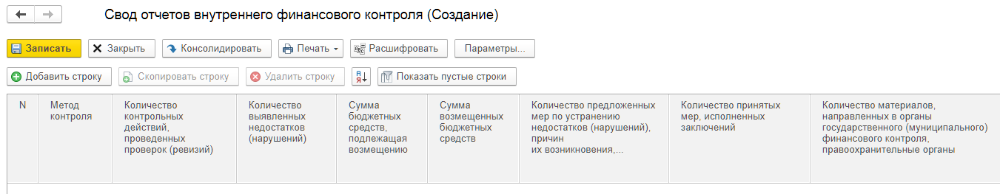 Свод отчетов внутреннего финансового контроля (Создание)
Записать Закрыть Консолидировать Печать Расшифровать Параметры...
Добавить строку Скопировать строку Удалить строку А Я Показать пустые строки
N
Метод
контроля
Количество
контрольных
действий,
проведенных
проверок (ревизий)
Количество
выявленных
недостатков
(нарушений)
Сумма
бюджетных
средств,
подлежащая
возмещению
Сумма
возмещенных
бюджетных
средств
Количество предложенных
мер по устранению
недостатков (нарушений),
причин
их возникновения,...
Количество принятых
мер, исполненных
заключений
Количество материалов,
направленных в органы
государственного (муниципального)
финансового контроля,
правоохранительные органы